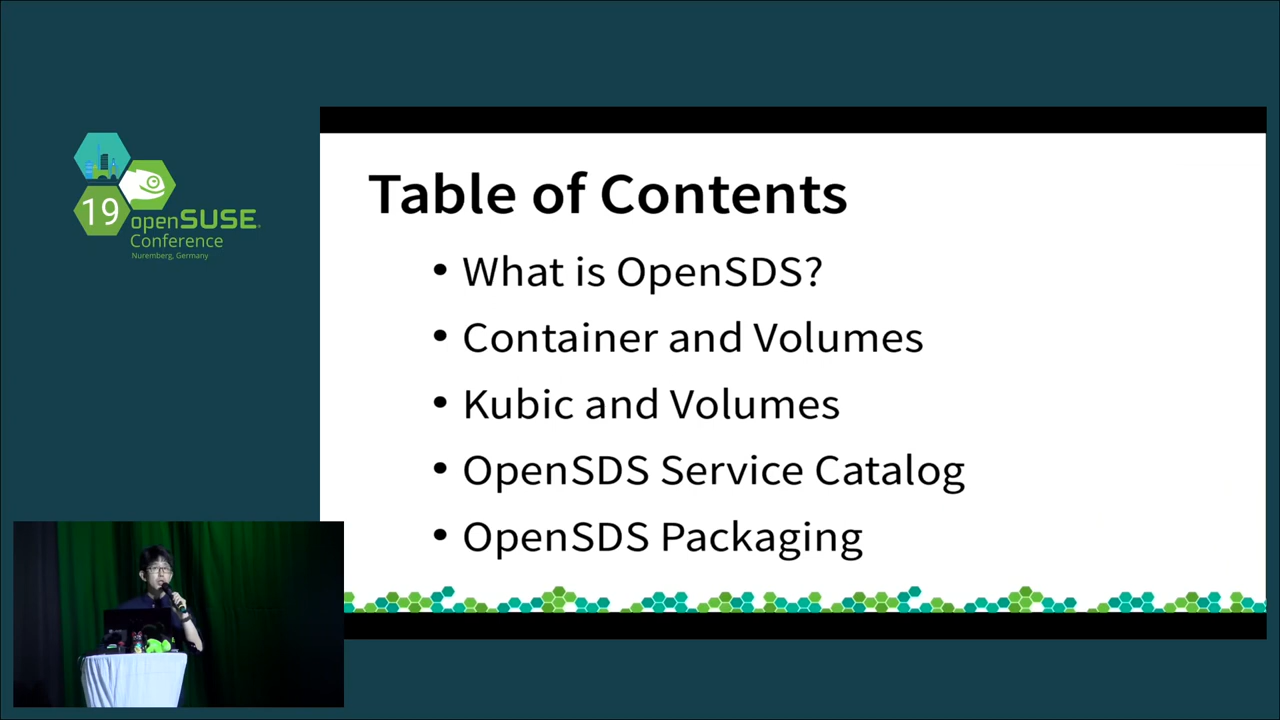 19
openSUSE
Conference
Nuremberg, Germany
Table of Contents
• What is OpenSDS?
• Container and Volumes
• Kubic and Volumes
• OpenSDS Service Catalog
• OpenSDS Packaging